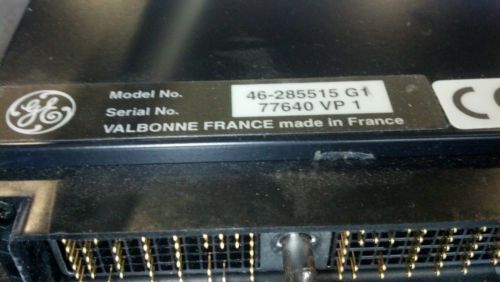 GE
Model No. 46-285515 G1
Serial No. 77640 VP 1
VALBONNE FRANCE made in France
CE